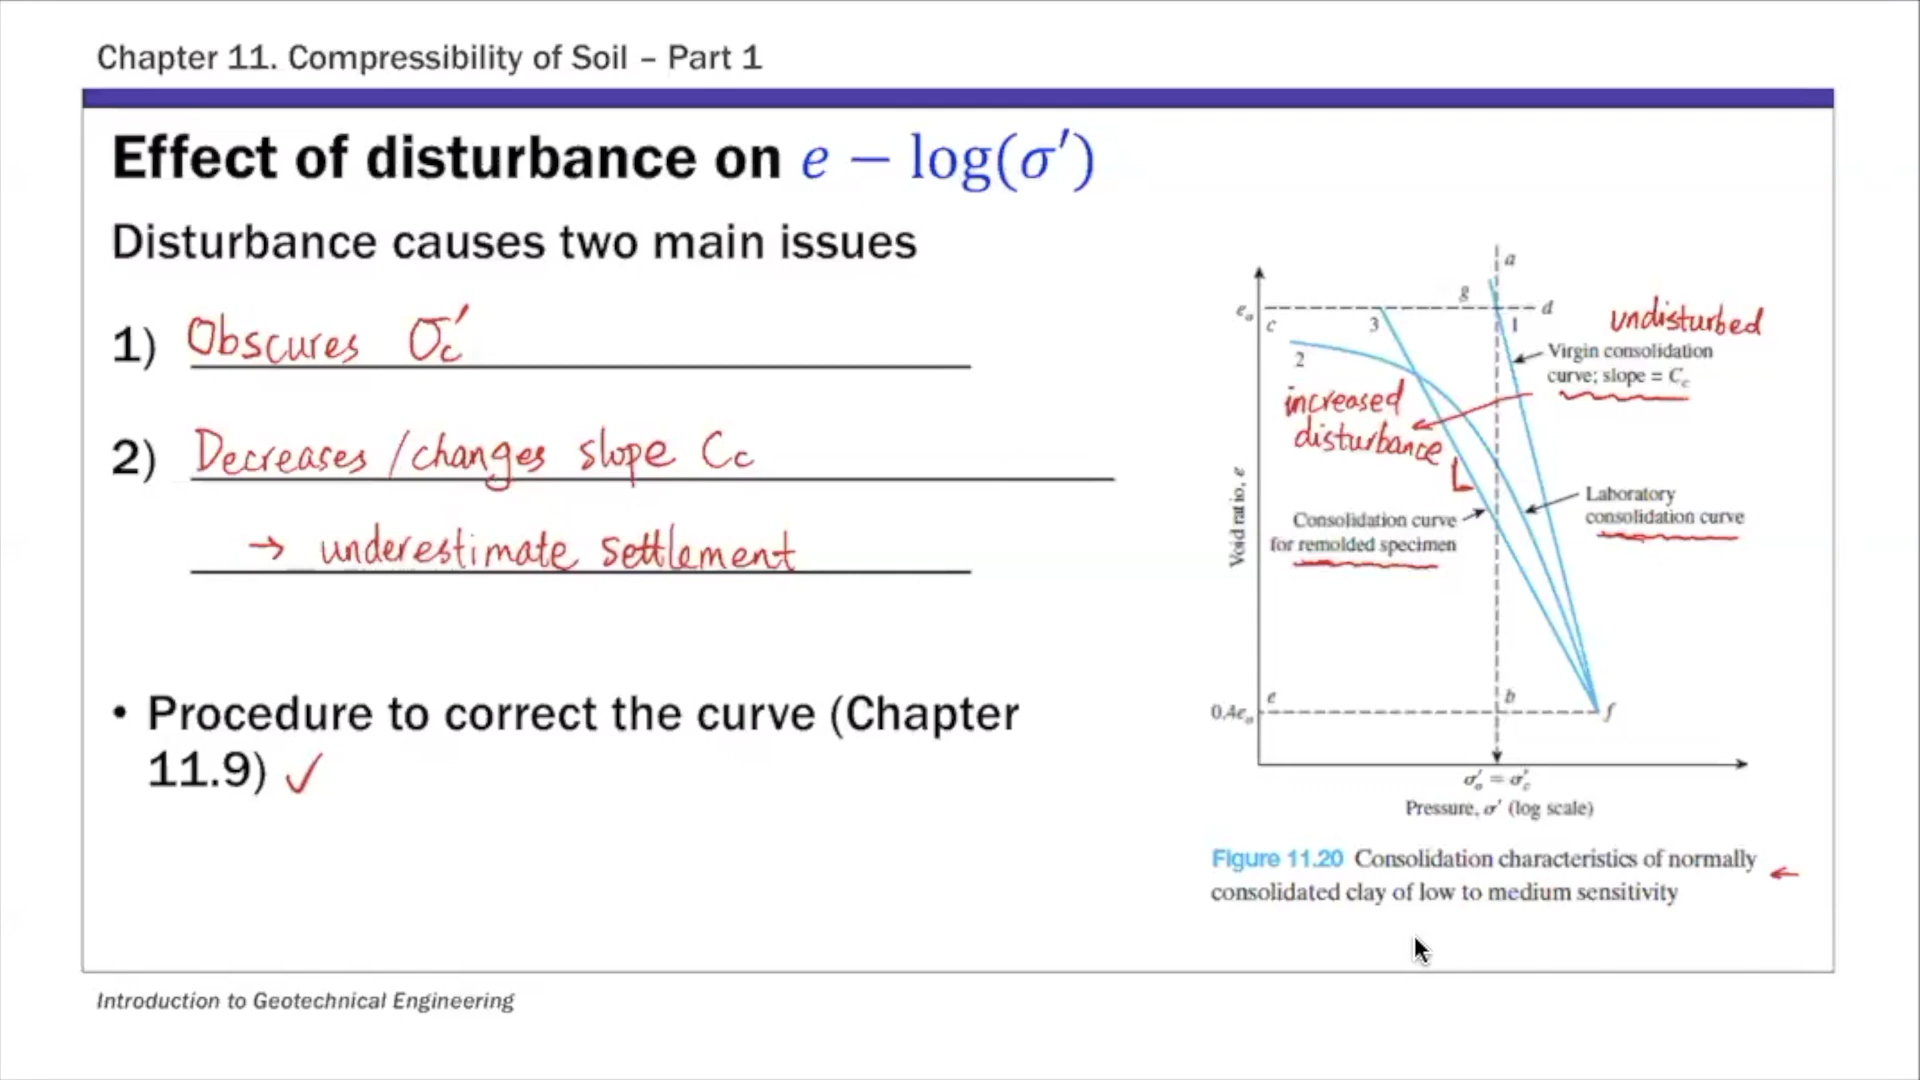 Chapter 11. Compressibility of Soil – Part 1
Effect of disturbance on e − log(σ′)
Disturbance causes two main issues
1) Obscures σc′
2) Decreases /changes slope Cc
→ underestimate settlement
• Procedure to correct the curve (Chapter
11.9) ✓
a
g
d
eo
c
3
1
undisturbed
2
Virgin consolidation
curve; slope = Cc
increased
disturbance
Void ratio, e
Laboratory
consolidation curve
Consolidation curve
for remolded specimen
e
b
0.4eo
f
σo′ = σc′
Pressure, σ′ (log scale)
Figure 11.20 Consolidation characteristics of normally
consolidated clay of low to medium sensitivity
Introduction to Geotechnical Engineering